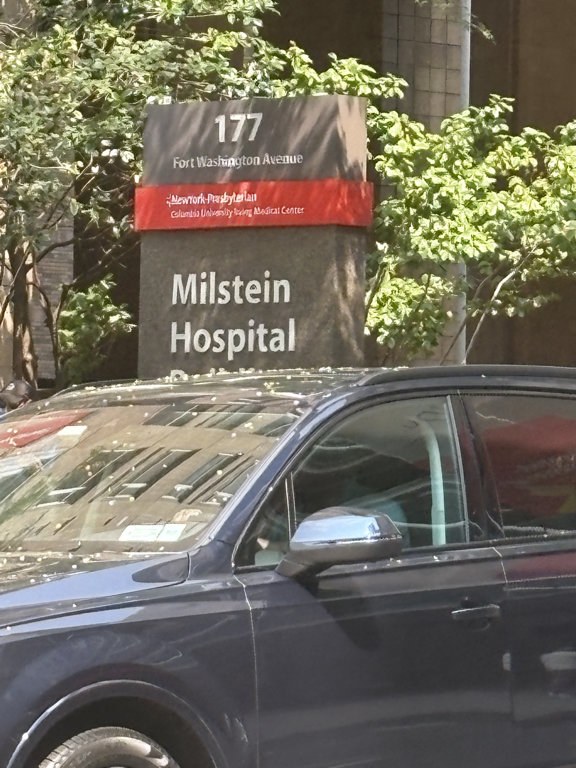 177
Fort Washington Avenue
NewYork-Presbyterian
Columbia University Irving Medical Center
Milstein
Hospital